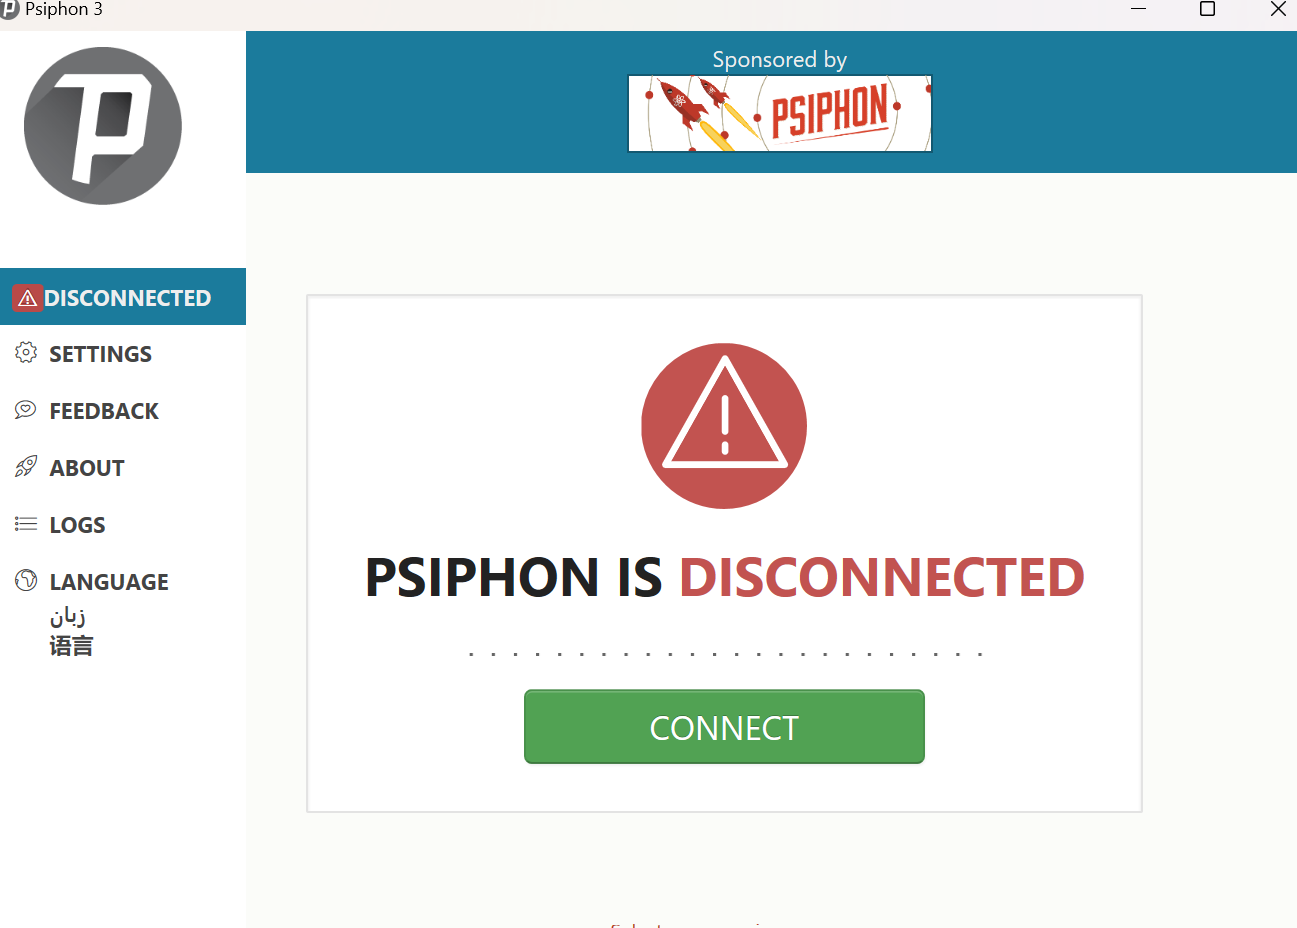 Psiphon 3
Sponsored by
PSIPHON
DISCONNECTED
SETTINGS
FEEDBACK
ABOUT
LOGS
LANGUAGE
زبان
语言
PSIPHON IS DISCONNECTED
CONNECT